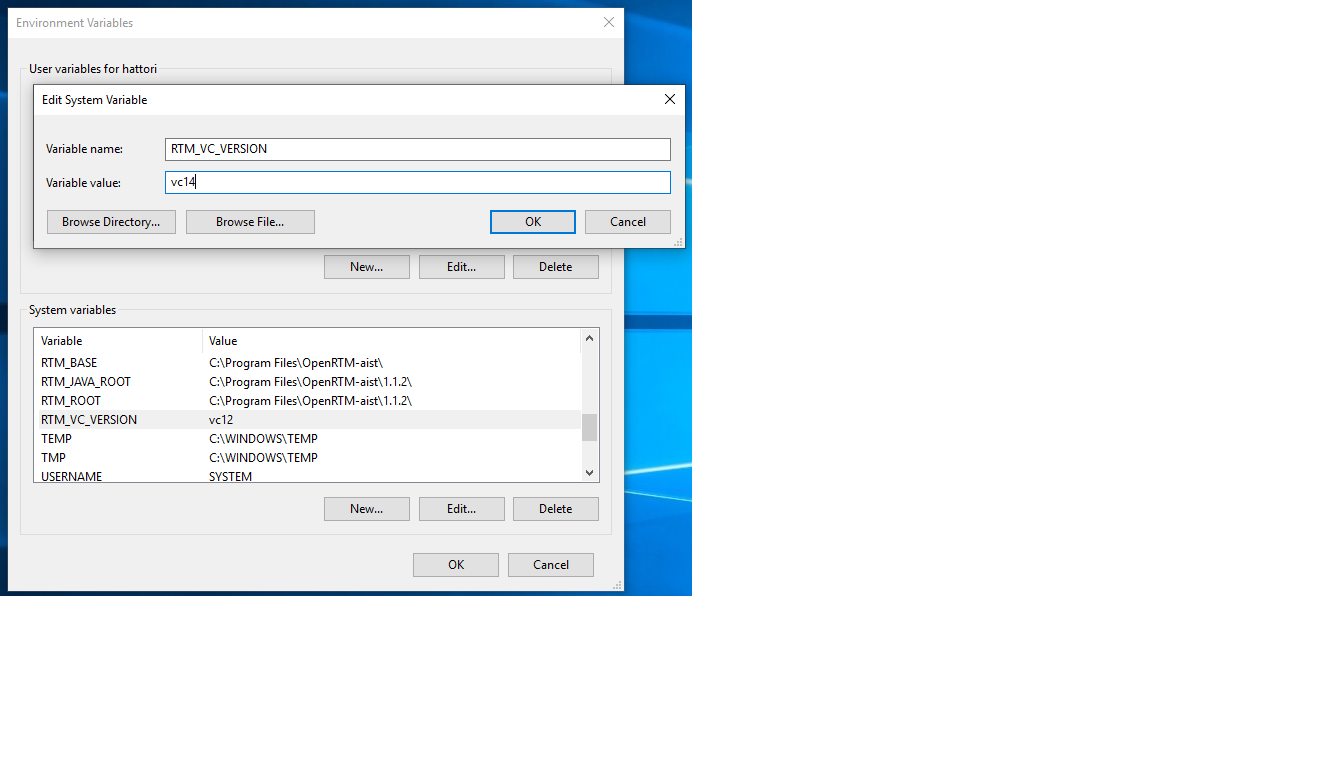 Environment Variables
User variables for hattori
Edit System Variable
Variable name: RTM_VC_VERSION
Variable value: vc14
Browse Directory... Browse File... OK Cancel
New... Edit... Delete
System variables
Variable Value
RTM_BASE C:\Program Files\OpenRTM-aist\
RTM_JAVA_ROOT C:\Program Files\OpenRTM-aist\1.1.2\
RTM_ROOT C:\Program Files\OpenRTM-aist\1.1.2\
RTM_VC_VERSION vc12
TEMP C:\WINDOWS\TEMP
TMP C:\WINDOWS\TEMP
USERNAME SYSTEM
New... Edit... Delete
OK Cancel